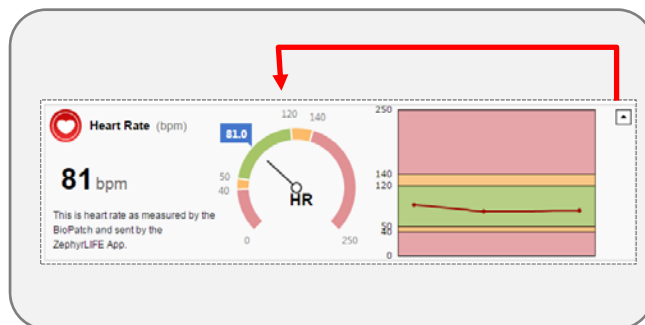 Heart Rate (bpm)
81 bpm
This is heart rate as measured by the
BioPatch and sent by the
ZephyrLIFE App.
81.0
120
140
50
40
HR
0
250
250
140
120
50
40
0